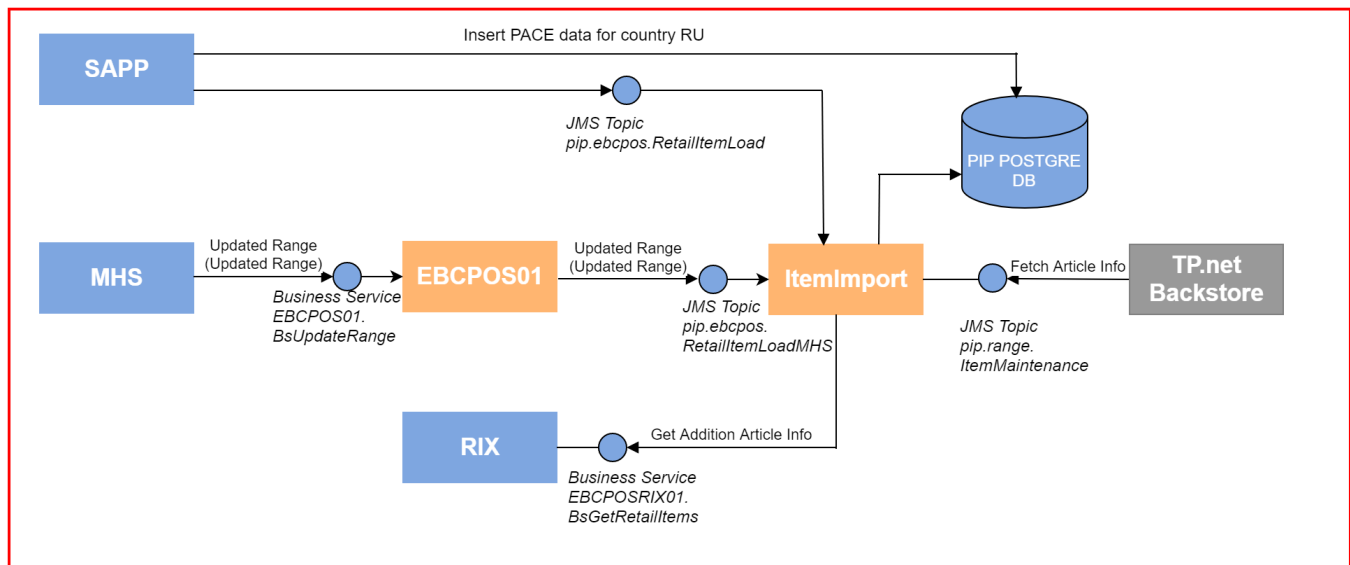 Insert PACE data for country RU
SAPP
JMS Topic
pip.ebcpos.RetailItemLoad
PIP POSTGRE
DB
MHS
Updated Range
(Updated Range)
Business Service
EBCPOS01.
BsUpdateRange
EBCPOS01
Updated Range
(Updated Range)
JMS Topic
pip.ebcpos.
RetailItemLoadMHS
ItemImport
Fetch Article Info
JMS Topic
pip.range.
ItemMaintenance
TP.net
Backstore
RIX
Get Addition Article Info
Business Service
EBCPOSRIX01.
BsGetRetailItems